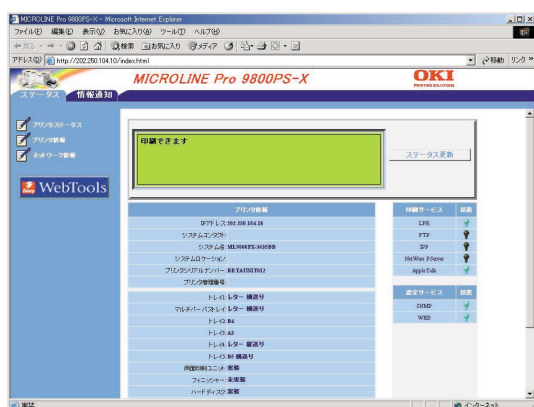 MICROLINE Pro 9800PS-X - Microsoft Internet Explorer
ファイル(F) 編集(E) 表示(V) お気に入り(A) ツール(T) ヘルプ(H)
戻る 検索 お気に入り メディア
アドレス(D) http://202.250.104.10/index.html 移動 リンク »
MICROLINE Pro 9800PS-X
OKI
PRINTING SOLUTIONS
ステータス 情報通知
プリンタステータス
プリンタ情報
ネットワーク情報
WebTools
印刷できます
ステータス更新
プリンタ情報
IPアドレス: 202.250.104.10
システムコンタクト:
システム名:
システムロケーション:
プリンタシリアルナンバー:
プリンタ管理番号:
トレイ1: レター 横送り
マルチパーパストレイ: レター 横送り
トレイ2: B4
トレイ3: A3
トレイ4: レター 縦送り
トレイ5: B5 横送り
両面印刷ユニット: 実装
フィニッシャー: 未実装
ハードディスク: 実装
印刷サービス 状態
LPR
FTP
IPP
NetWare PServer
AppleTalk
設定サービス 状態
SNMP
WEB
インターネット